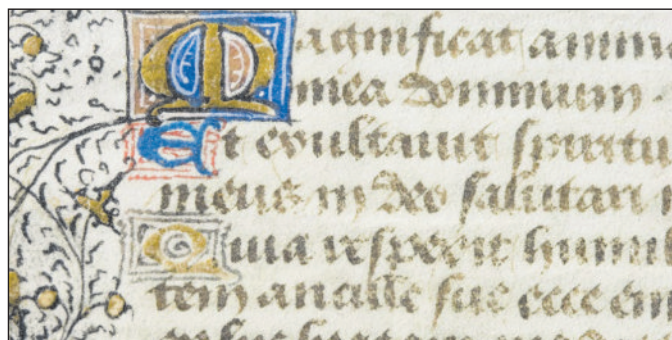 Magnificat anima
mea dominum
Et exultauit spiritu
meus in deo salutari
Quia respexit humil
tem ancille sue ecce en